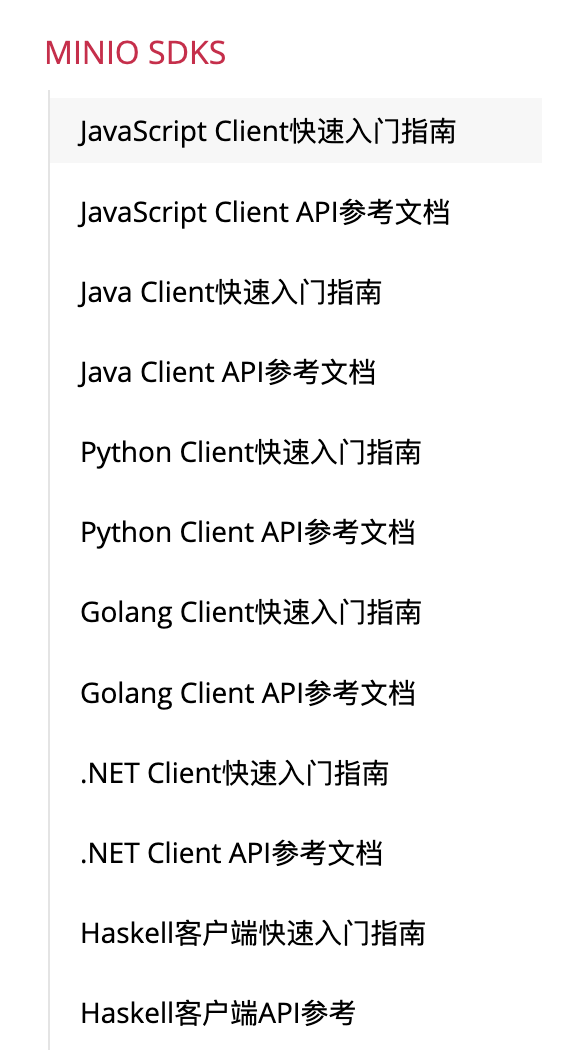 MINIO SDKS
JavaScript Client快速入门指南
JavaScript Client API参考文档
Java Client快速入门指南
Java Client API参考文档
Python Client快速入门指南
Python Client API参考文档
Golang Client快速入门指南
Golang Client API参考文档
.NET Client快速入门指南
.NET Client API参考文档
Haskell客户端快速入门指南
Haskell客户端API参考